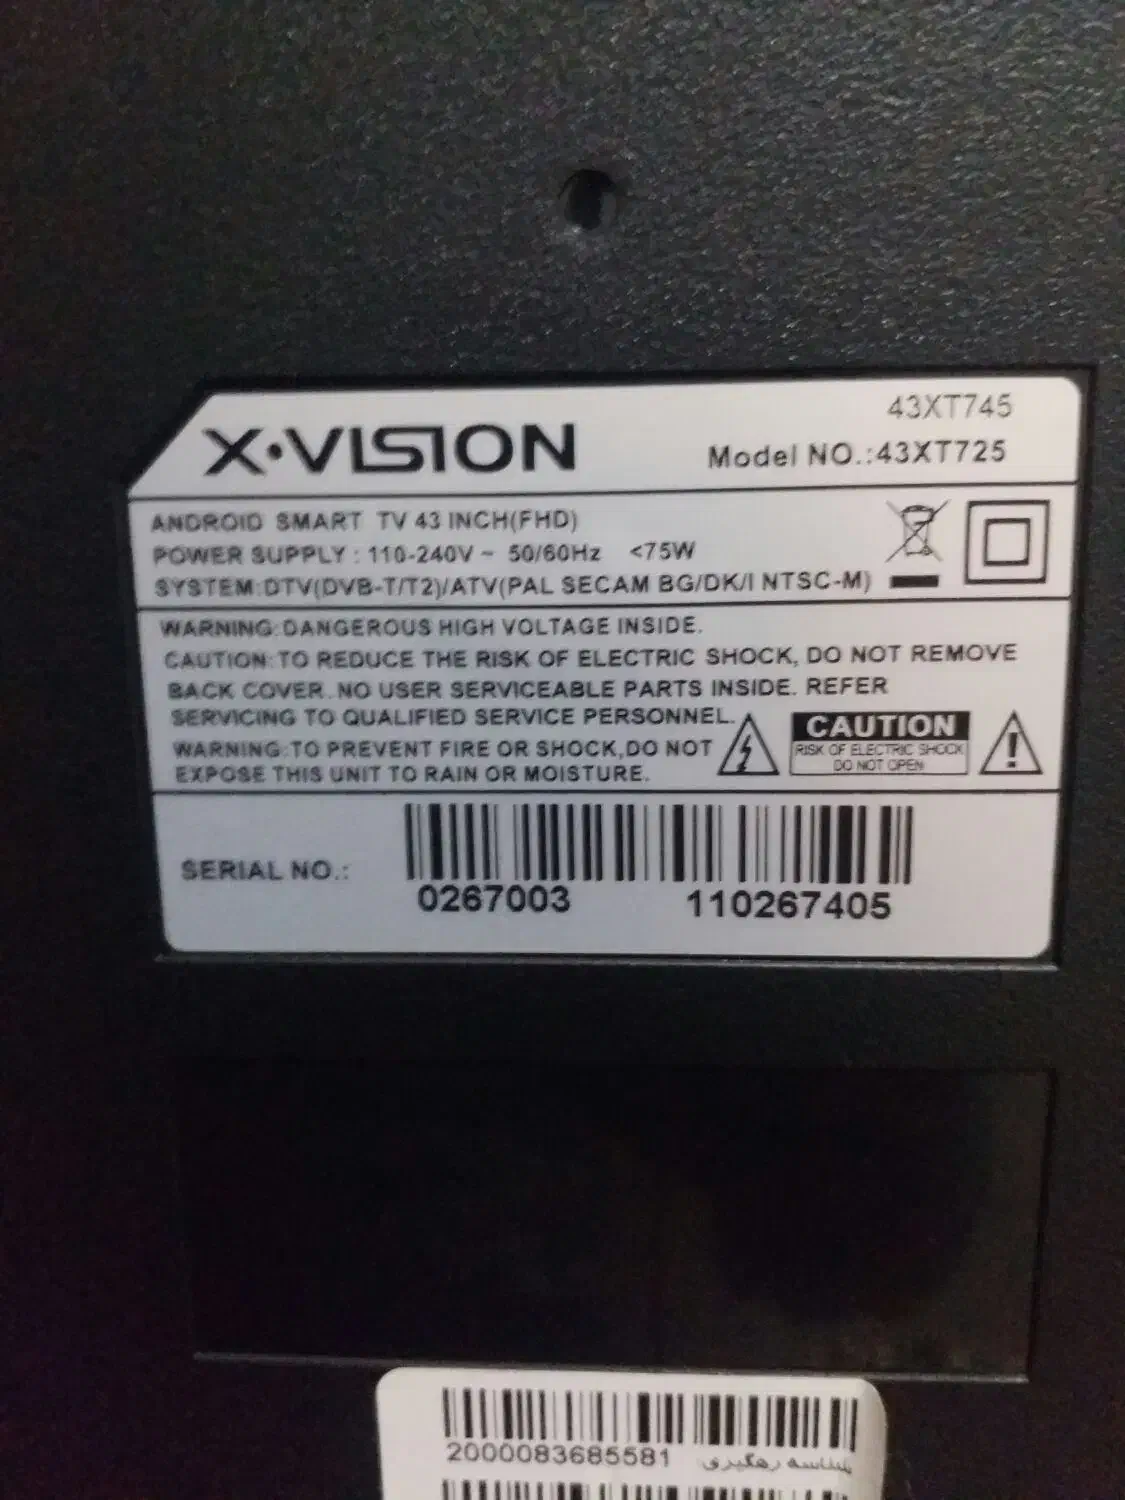 X·VISION
43XT745
Model NO.:43XT725
ANDROID SMART TV 43 INCH(FHD)
POWER SUPPLY : 110-240V ~ 50/60Hz <75W
SYSTEM:DTV(DVB-T/T2)/ATV(PAL SECAM BG/DK/I NTSC-M)
WARNING:DANGEROUS HIGH VOLTAGE INSIDE.
CAUTION:TO REDUCE THE RISK OF ELECTRIC SHOCK, DO NOT REMOVE
BACK COVER. NO USER SERVICEABLE PARTS INSIDE. REFER
SERVICING TO QUALIFIED SERVICE PERSONNEL.
WARNING:TO PREVENT FIRE OR SHOCK,DO NOT
EXPOSE THIS UNIT TO RAIN OR MOISTURE.
CAUTION
RISK OF ELECTRIC SHOCK
DO NOT OPEN
SERIAL NO.:
0267003 110267405
2000083685581 شناسه رهگیری